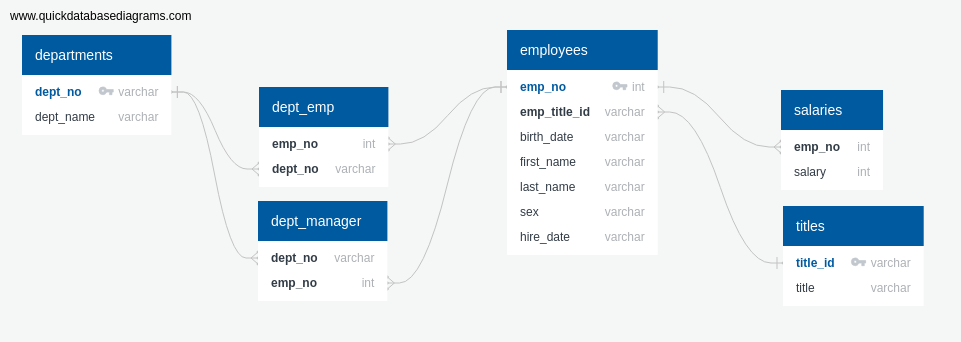 www.quickdatabasediagrams.com
departments
dept_no varchar
dept_name varchar
dept_emp
emp_no int
dept_no varchar
dept_manager
dept_no varchar
emp_no int
employees
emp_no int
emp_title_id varchar
birth_date varchar
first_name varchar
last_name varchar
sex varchar
hire_date varchar
salaries
emp_no int
salary int
titles
title_id varchar
title varchar